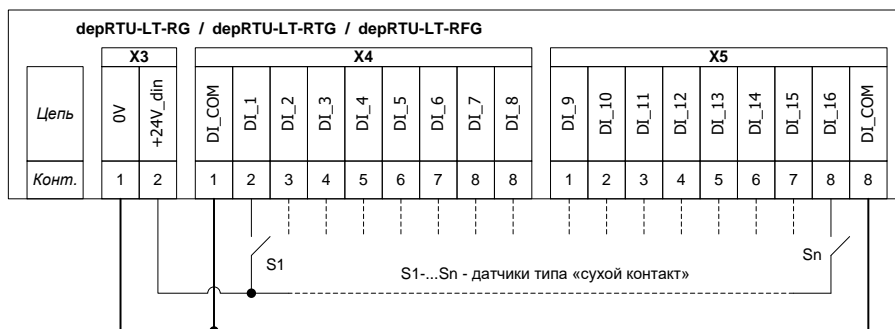 depRTU-LT-RG / depRTU-LT-RTG / depRTU-LT-RFG
X3 X4 X5
Цепь 0V +24V_din DI_COM DI_1 DI_2 DI_3 DI_4 DI_5 DI_6 DI_7 DI_8 DI_9 DI_10 DI_11 DI_12 DI_13 DI_14 DI_15 DI_16 DI_COM
Конт. 1 2 1 2 3 4 5 6 7 8 8 1 2 3 4 5 6 7 8 8
S1 Sn
S1-...Sn - датчики типа «сухой контакт»